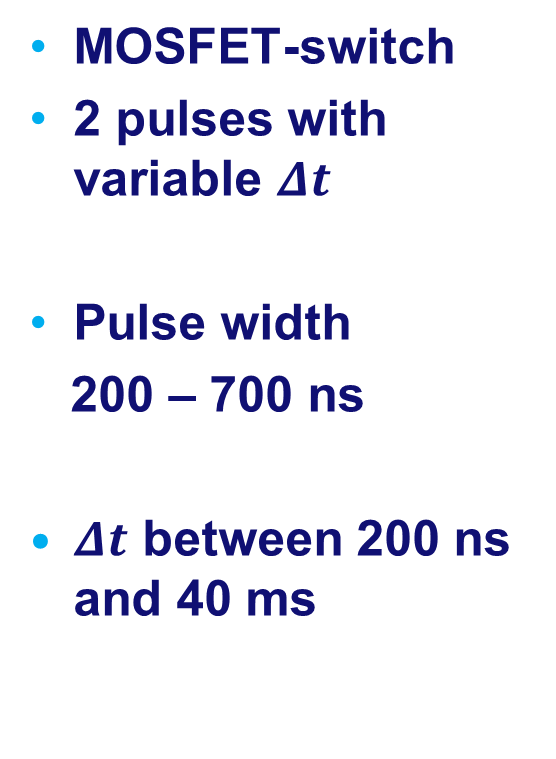 • MOSFET-switch
• 2 pulses with
variable 𝛥𝑡
• Pulse width
200 – 700 ns
• 𝛥𝑡 between 200 ns
and 40 ms